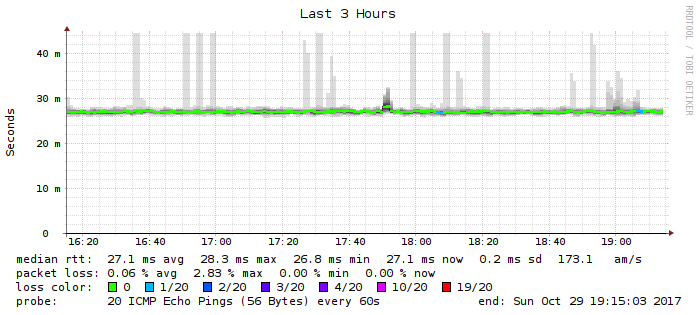 Last 3 Hours
RRDTOOL / TOBI OETIKER
Seconds
40 m
30 m
20 m
10 m
0
16:20 16:40 17:00 17:20 17:40 18:00 18:20 18:40 19:00
median rtt: 27.1 ms avg 28.3 ms max 26.8 ms min 27.1 ms now 0.2 ms sd 173.1 am/s
packet loss: 0.06 % avg 2.83 % max 0.00 % min 0.00 % now
loss color: 0 1/20 2/20 3/20 4/20 10/20 19/20
probe: 20 ICMP Echo Pings (56 Bytes) every 60s end: Sun Oct 29 19:15:03 2017